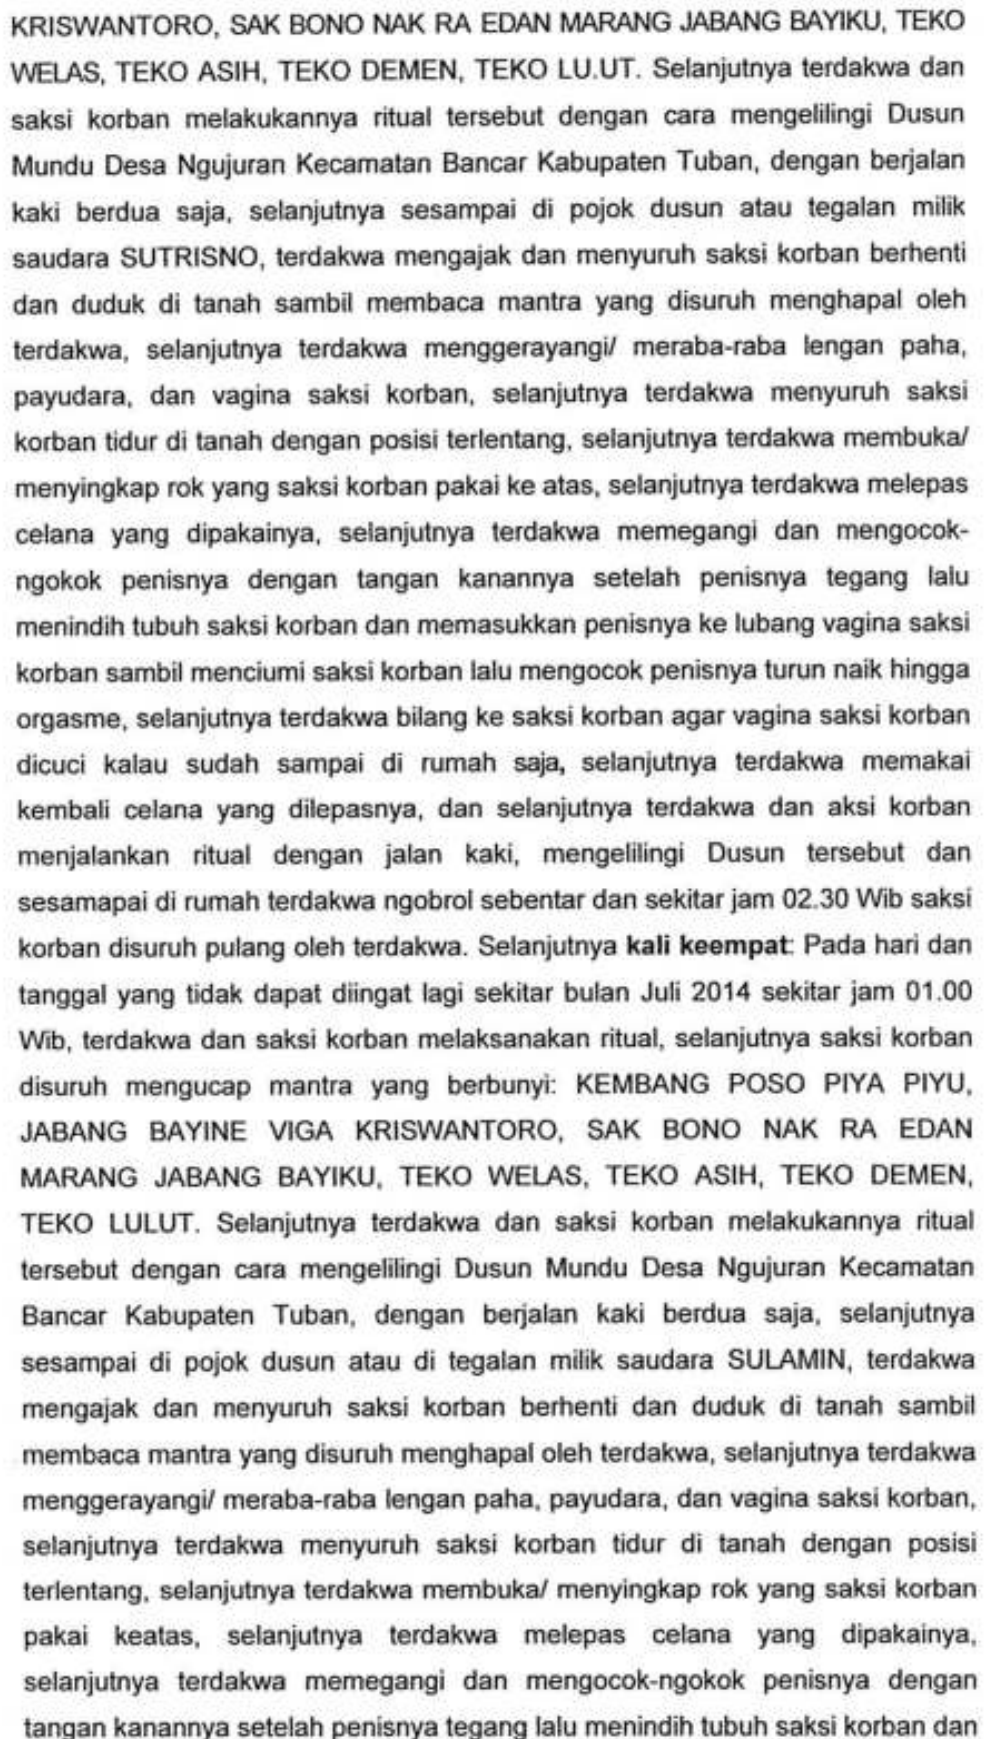 KRISWANTORO, SAK BONO NAK RA EDAN MARANG JABANG BAYIKU, TEKO
WELAS, TEKO ASIH, TEKO DEMEN, TEKO LU.UT. Selanjutnya terdakwa dan
saksi korban melakukannya ritual tersebut dengan cara mengelilingi Dusun
Mundu Desa Ngujuran Kecamatan Bancar Kabupaten Tuban, dengan berjalan
kaki berdua saja, selanjutnya sesampai di pojok dusun atau tegalan milik
saudara SUTRISNO, terdakwa mengajak dan menyuruh saksi korban berhenti
dan duduk di tanah sambil membaca mantra yang disuruh menghapal oleh
terdakwa, selanjutnya terdakwa menggerayangi/ meraba-raba lengan paha,
payudara, dan vagina saksi korban, selanjutnya terdakwa menyuruh saksi
korban tidur di tanah dengan posisi terlentang, selanjutnya terdakwa membuka/
menyingkap rok yang saksi korban pakai ke atas, selanjutnya terdakwa melepas
celana yang dipakainya, selanjutnya terdakwa memegangi dan mengocok-
ngokok penisnya dengan tangan kanannya setelah penisnya tegang lalu
menindih tubuh saksi korban dan memasukkan penisnya ke lubang vagina saksi
korban sambil menciumi saksi korban lalu mengocok penisnya turun naik hingga
orgasme, selanjutnya terdakwa bilang ke saksi korban agar vagina saksi korban
dicuci kalau sudah sampai di rumah saja, selanjutnya terdakwa memakai
kembali celana yang dilepasnya, dan selanjutnya terdakwa dan aksi korban
menjalankan ritual dengan jalan kaki, mengelilingi Dusun tersebut dan
sesamapai di rumah terdakwa ngobrol sebentar dan sekitar jam 02.30 Wib saksi
korban disuruh pulang oleh terdakwa. Selanjutnya kali keempat: Pada hari dan
tanggal yang tidak dapat diingat lagi sekitar bulan Juli 2014 sekitar jam 01.00
Wib, terdakwa dan saksi korban melaksanakan ritual, selanjutnya saksi korban
disuruh mengucap mantra yang berbunyi: KEMBANG POSO PIYA PIYU,
JABANG BAYINE VIGA KRISWANTORO, SAK BONO NAK RA EDAN
MARANG JABANG BAYIKU, TEKO WELAS, TEKO ASIH, TEKO DEMEN,
TEKO LULUT. Selanjutnya terdakwa dan saksi korban melakukannya ritual
tersebut dengan cara mengelilingi Dusun Mundu Desa Ngujuran Kecamatan
Bancar Kabupaten Tuban, dengan berjalan kaki berdua saja, selanjutnya
sesampai di pojok dusun atau di tegalan milik saudara SULAMIN, terdakwa
mengajak dan menyuruh saksi korban berhenti dan duduk di tanah sambil
membaca mantra yang disuruh menghapal oleh terdakwa, selanjutnya terdakwa
menggerayangi/ meraba-raba lengan paha, payudara, dan vagina saksi korban,
selanjutnya terdakwa menyuruh saksi korban tidur di tanah dengan posisi
terlentang, selanjutnya terdakwa membuka/ menyingkap rok yang saksi korban
pakai keatas, selanjutnya terdakwa melepas celana yang dipakainya,
selanjutnya terdakwa memegangi dan mengocok-ngokok penisnya dengan
tangan kanannya setelah penisnya tegang lalu menindih tubuh saksi korban dan